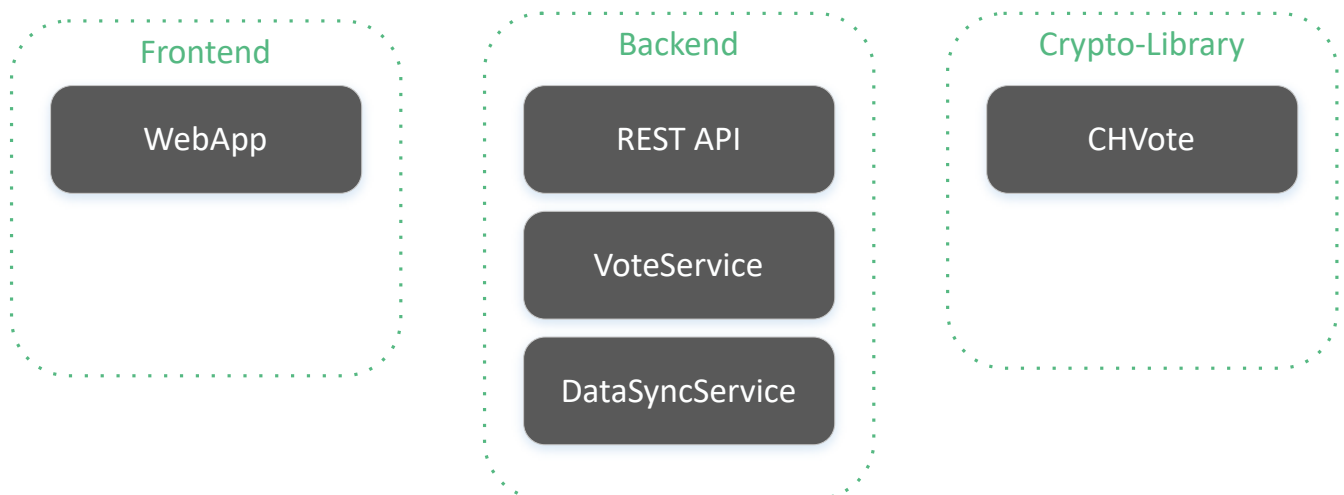 Frontend
WebApp
Backend
REST API
VoteService
DataSyncService
Crypto-Library
CHVote